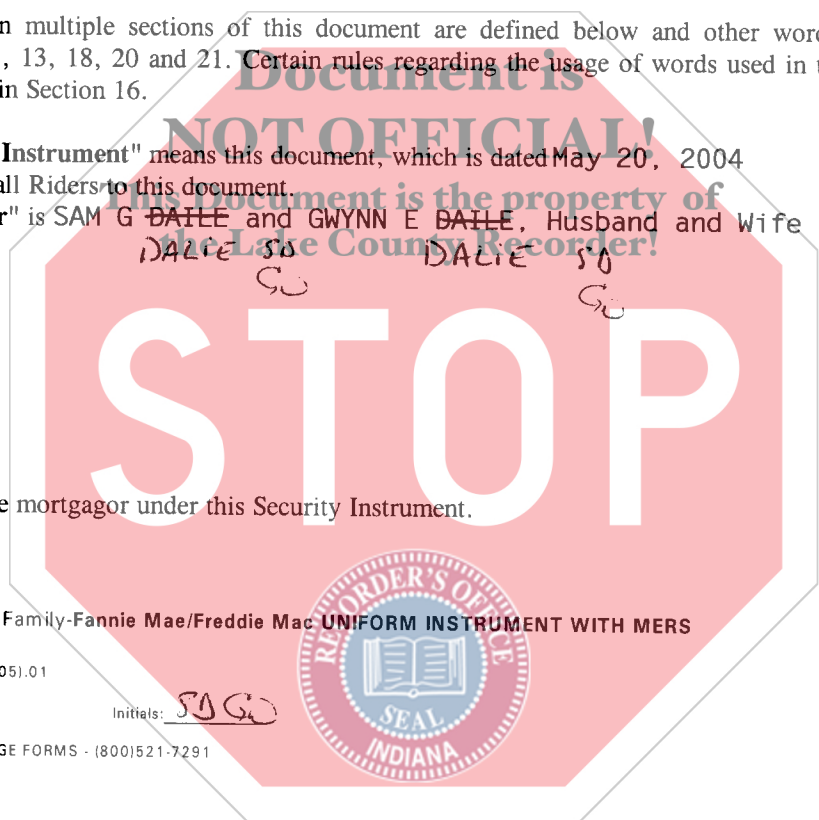 n multiple sections of this document are defined below and other word
, 13, 18, 20 and 21. Certain rules regarding the usage of words used in
in Section 16.
Document is
NOT OFFICIAL!
Instrument" means this document, which is dated May 20, 2004
all Riders to this document.
This Document is the property of
r" is SAM G DAILE and GWYNN E DAILE, Husband and Wife
the Lake County Recorder!
DALIE SD DALIE SD
STOP
e mortgagor under this Security Instrument.
RECORDER'S OFFICE
Family-Fannie Mae/Freddie Mac UNIFORM INSTRUMENT WITH MERS
05).01
Initials: SD
SEAL
INDIANA
GE FORMS - (800)521-7291